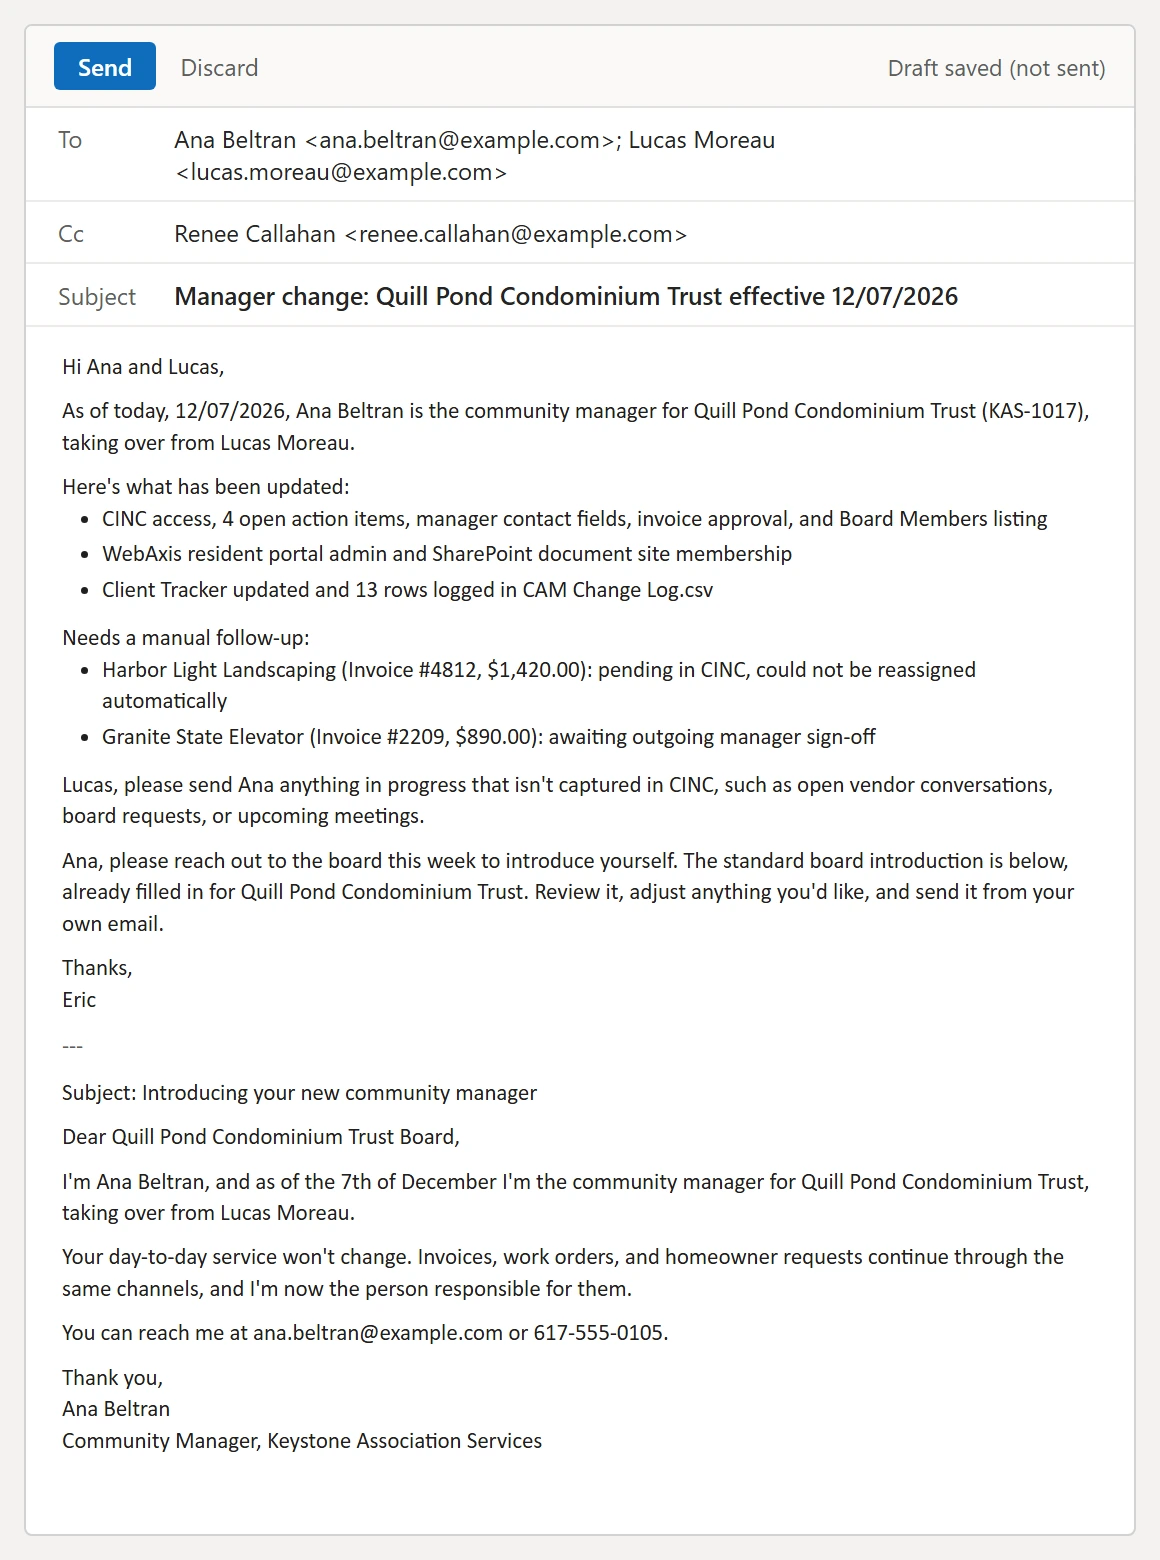 Send Discard Draft saved (not sent)
To Ana Beltran <ana.beltran@example.com>; Lucas Moreau
<lucas.moreau@example.com>
Cc Renee Callahan <renee.callahan@example.com>
Subject Manager change: Quill Pond Condominium Trust effective 12/07/2026
Hi Ana and Lucas,
As of today, 12/07/2026, Ana Beltran is the community manager for Quill Pond Condominium Trust (KAS-1017),
taking over from Lucas Moreau.
Here's what has been updated:
• CINC access, 4 open action items, manager contact fields, invoice approval, and Board Members listing
• WebAxis resident portal admin and SharePoint document site membership
• Client Tracker updated and 13 rows logged in CAM Change Log.csv
Needs a manual follow-up:
• Harbor Light Landscaping (Invoice #4812, $1,420.00): pending in CINC, could not be reassigned
automatically
• Granite State Elevator (Invoice #2209, $890.00): awaiting outgoing manager sign-off
Lucas, please send Ana anything in progress that isn't captured in CINC, such as open vendor conversations,
board requests, or upcoming meetings.
Ana, please reach out to the board this week to introduce yourself. The standard board introduction is below,
already filled in for Quill Pond Condominium Trust. Review it, adjust anything you'd like, and send it from your
own email.
Thanks,
Eric
---
Subject: Introducing your new community manager
Dear Quill Pond Condominium Trust Board,
I'm Ana Beltran, and as of the 7th of December I'm the community manager for Quill Pond Condominium Trust,
taking over from Lucas Moreau.
Your day-to-day service won't change. Invoices, work orders, and homeowner requests continue through the
same channels, and I'm now the person responsible for them.
You can reach me at ana.beltran@example.com or 617-555-0105.
Thank you,
Ana Beltran
Community Manager, Keystone Association Services